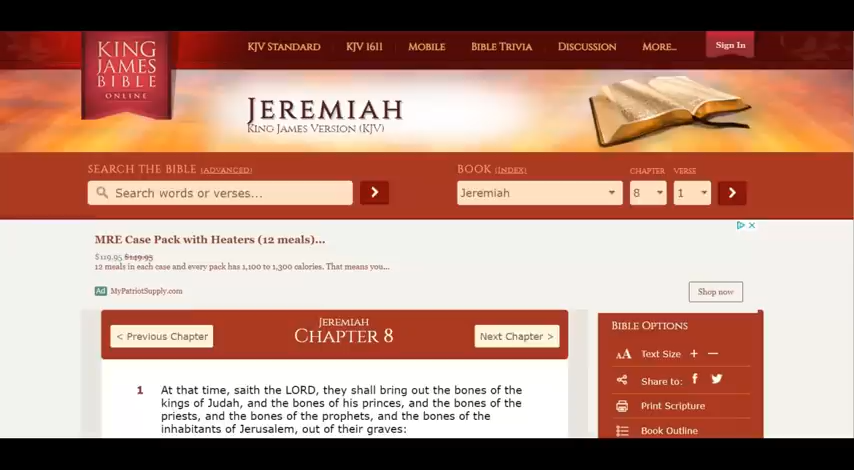 KING
JAMES
BIBLE
ONLINE
KJV STANDARD
KJV 1611
MOBILE
BIBLE TRIVIA
DISCUSSION
MORE...
Sign In
JEREMIAH
KING JAMES VERSION (KJV)
SEARCH THE BIBLE (ADVANCED)
Search words or verses...
BOOK (INDEX)
CHAPTER
VERSE
Jeremiah
8
1
MRE Case Pack with Heaters (12 meals)...
$119.95 $149.95
12 meals in each case and every pack has 1,100 to 1,300 calories. That means you...
Ad MyPatriotSupply.com
Shop now
< Previous Chapter
JEREMIAH
CHAPTER 8
Next Chapter >
1 At that time, saith the LORD, they shall bring out the bones of the
kings of Judah, and the bones of his princes, and the bones of the
priests, and the bones of the prophets, and the bones of the
inhabitants of Jerusalem, out of their graves:
BIBLE OPTIONS
AA Text Size + —
Share to:
Print Scripture
Book Outline